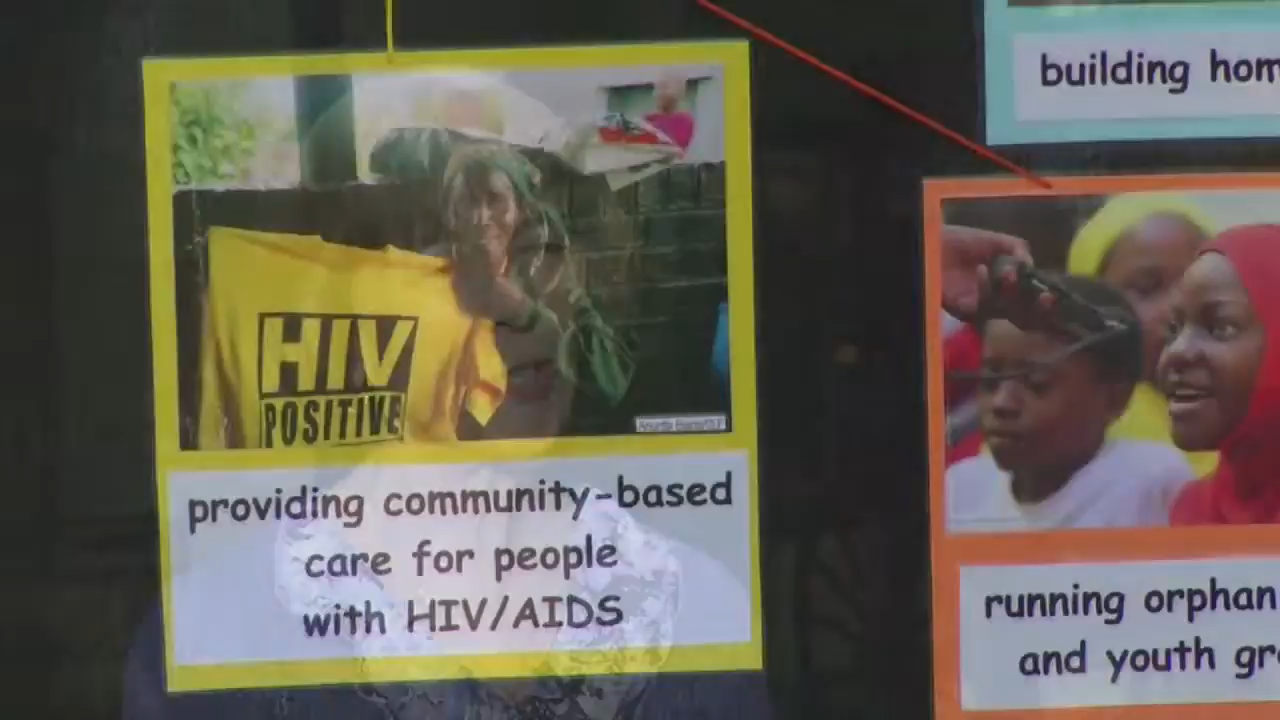 building hom
HIV
POSITIVE
providing community-based
care for people
with HIV/AIDS
running orphan
and youth gr